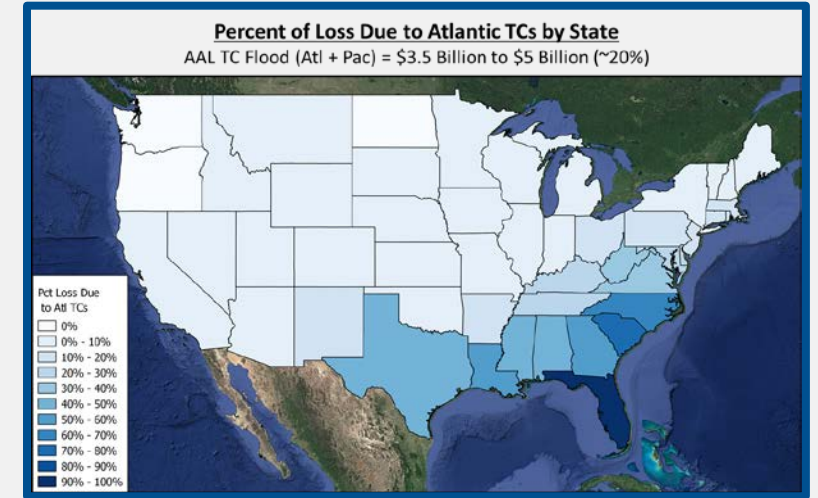 Percent of Loss Due to Atlantic TCs by State
AAL TC Flood (Atl + Pac) = $3.5 Billion to $5 Billion (~20%)
Pct Loss Due
to Atl TCs
0%
0% - 10%
10% - 20%
20% - 30%
30% - 40%
40% - 50%
50% - 60%
60% - 70%
70% - 80%
80% - 90%
90% - 100%